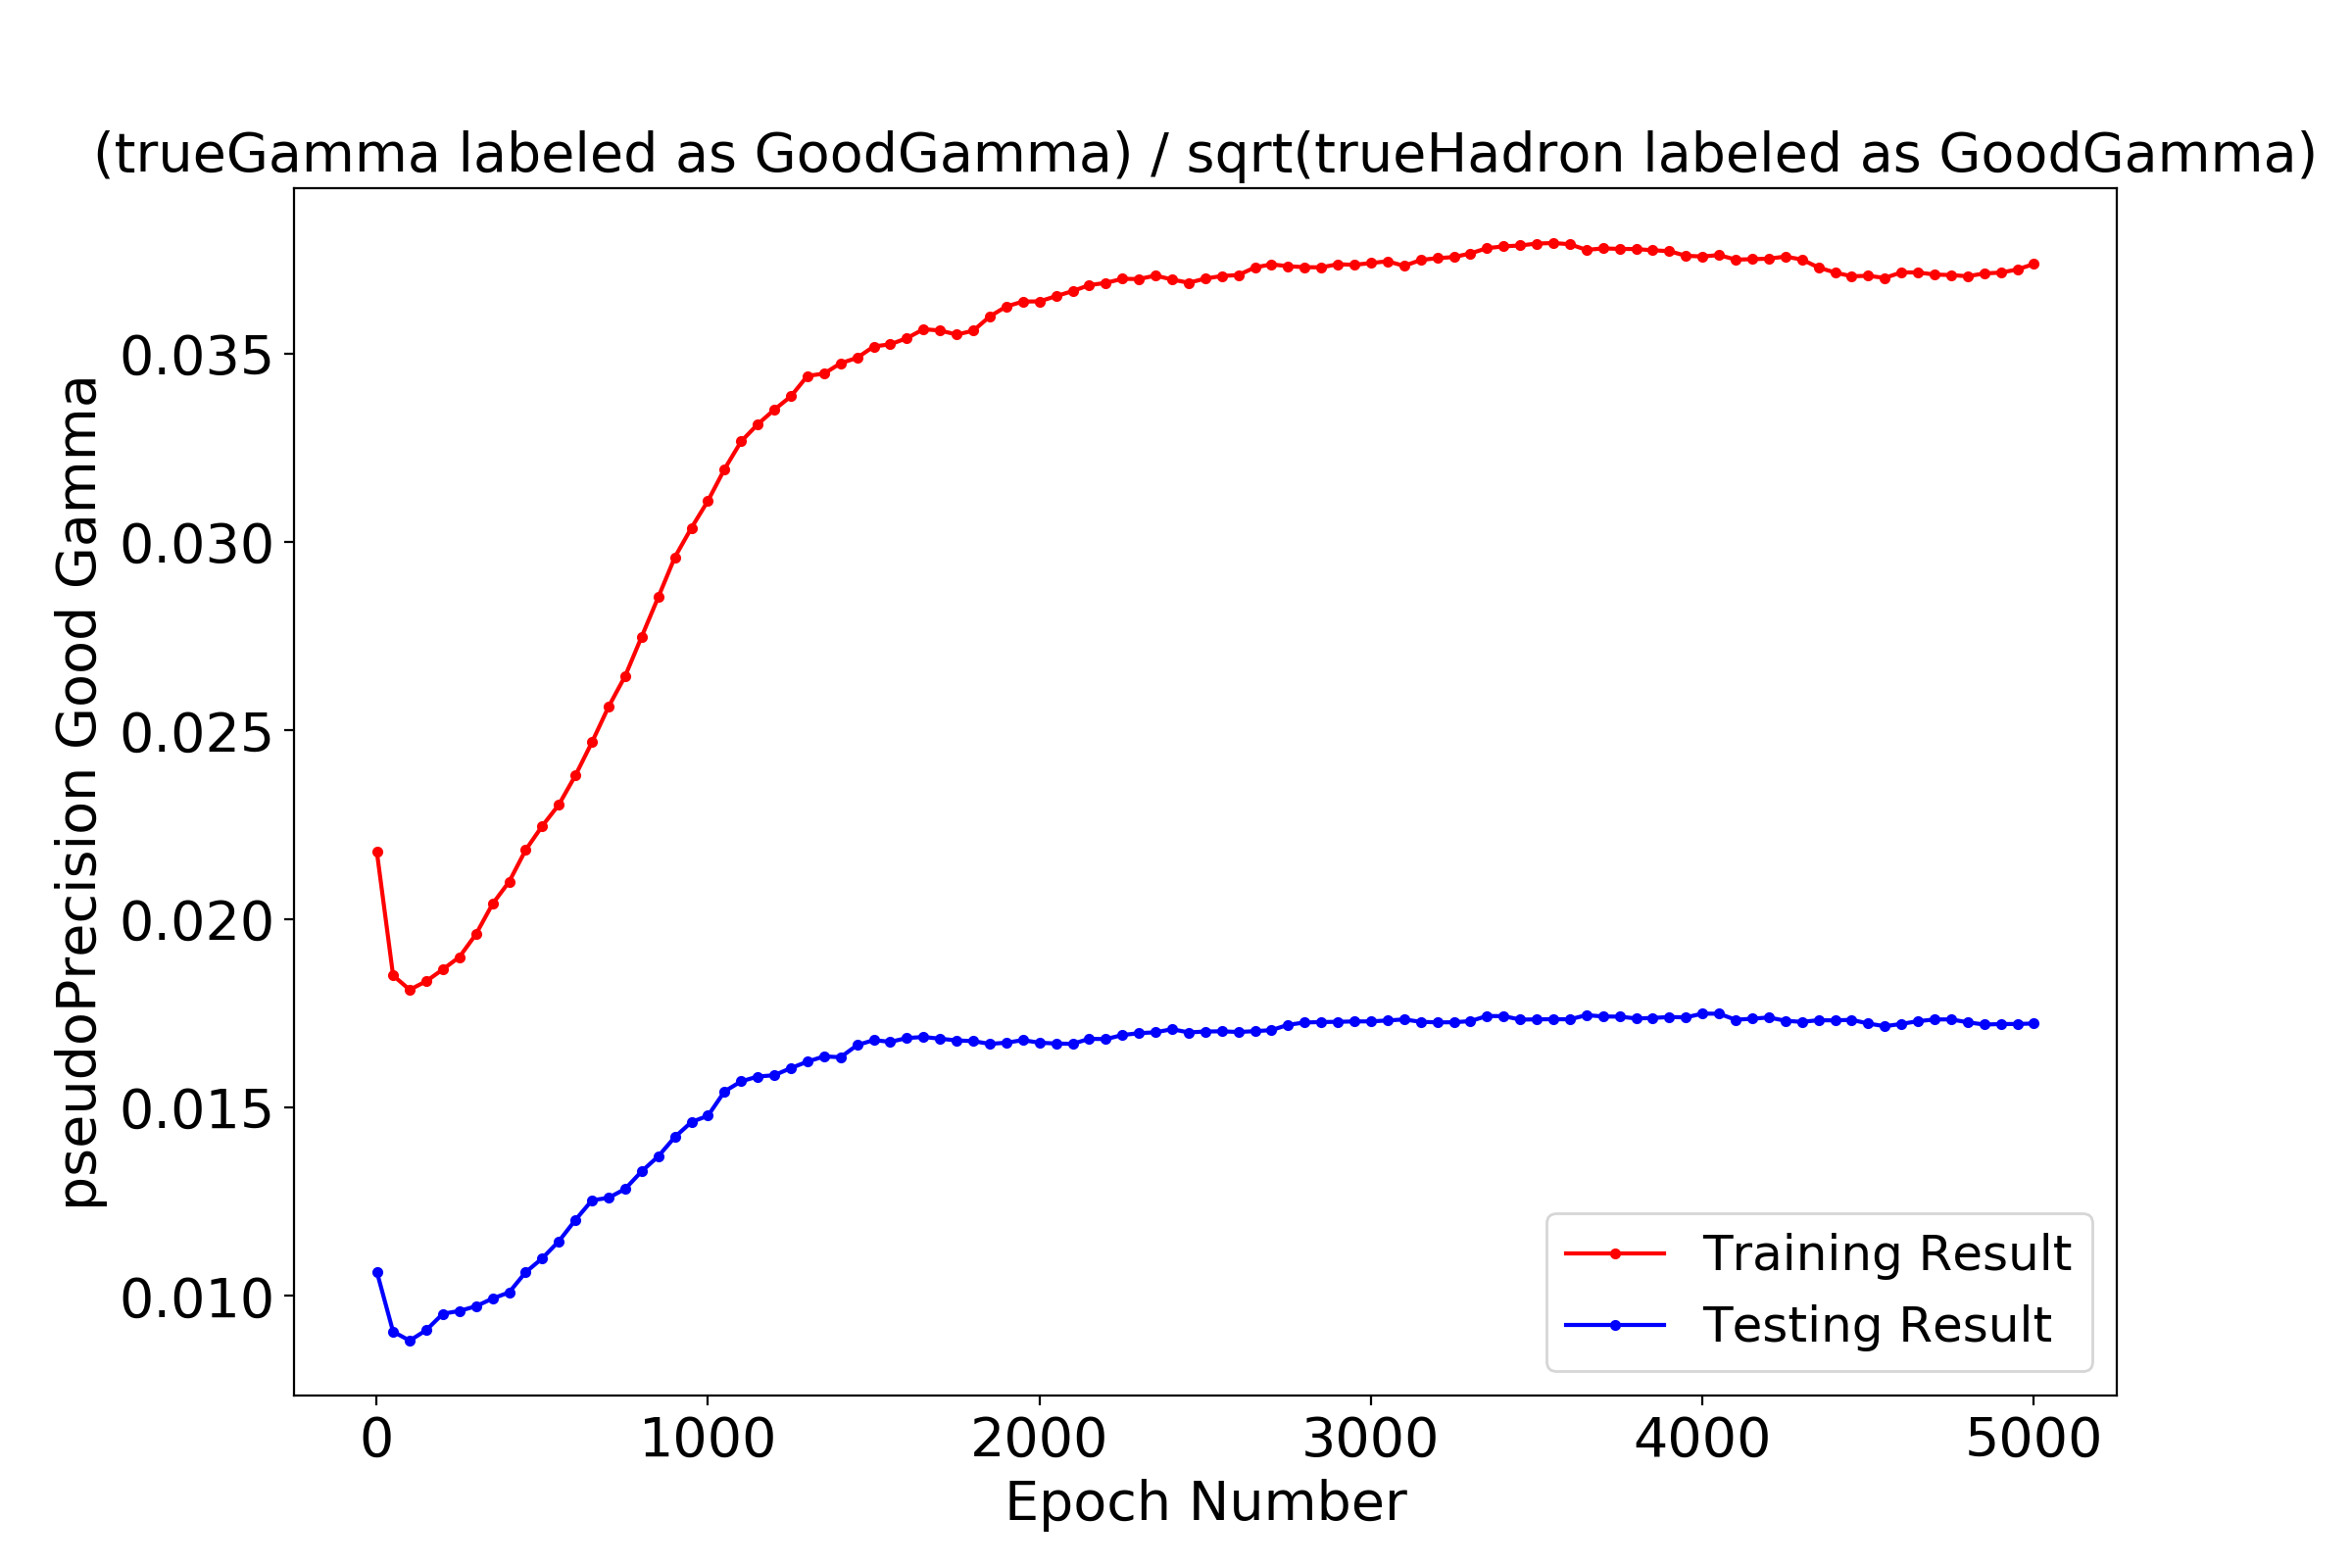 (trueGamma labeled as GoodGamma) / sqrt(trueHadron labeled as GoodGamma)
pseudoPrecision Good Gamma
0.035
0.030
0.025
0.020
0.015
0.010
Training Result
Testing Result
0 1000 2000 3000 4000 5000
Epoch Number